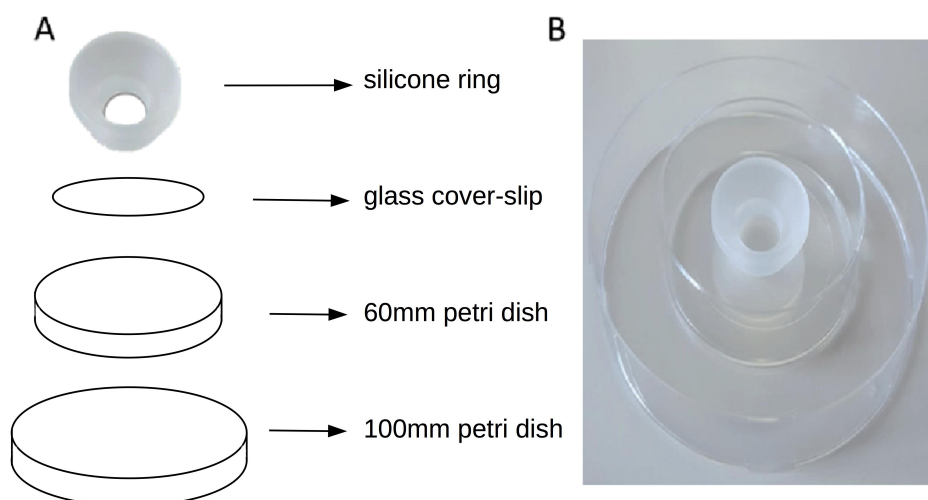 A
silicone ring
glass cover-slip
60mm petri dish
100mm petri dish
B